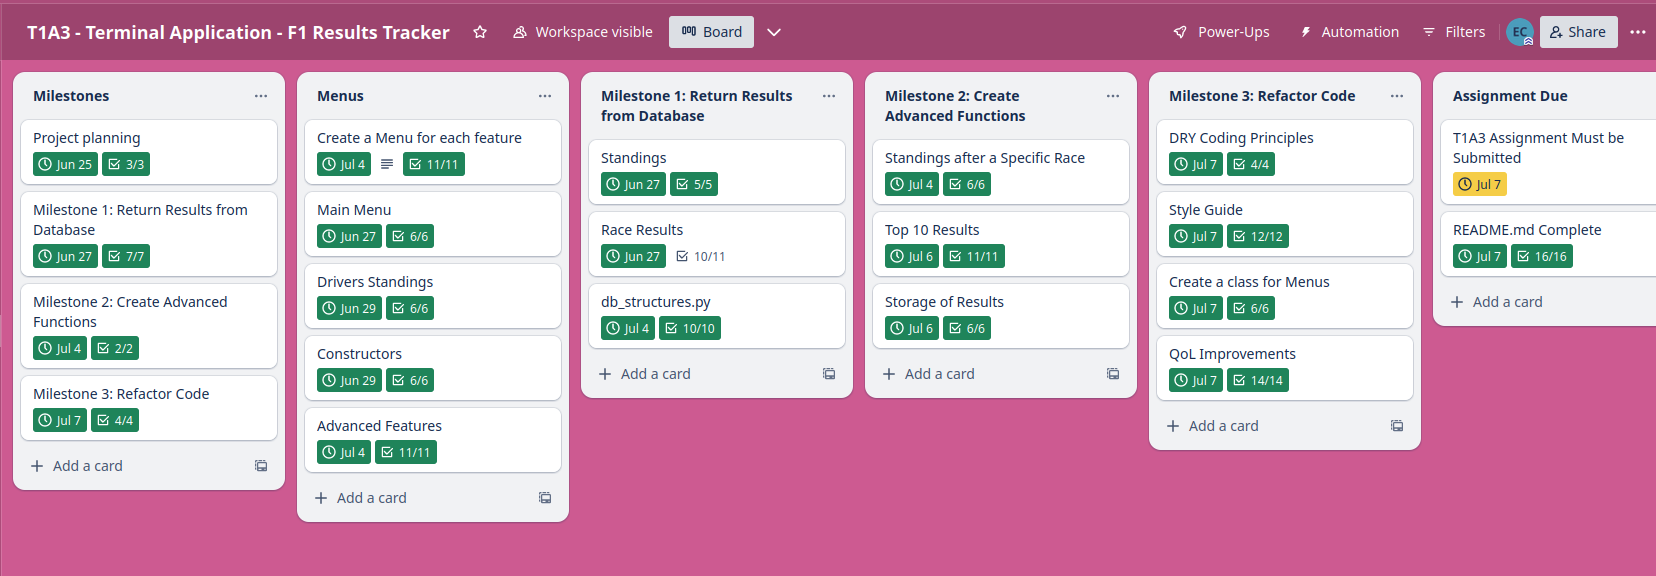 T1A3 - Terminal Application - F1 Results Tracker
Workspace visible
Board
Power-Ups
Automation
Filters
EC
Share
Milestones
Project planning
Jun 25 3/3
Milestone 1: Return Results from
Database
Jun 27 7/7
Milestone 2: Create Advanced
Functions
Jul 4 2/2
Milestone 3: Refactor Code
Jul 7 4/4
+ Add a card
Menus
Create a Menu for each feature
Jul 4 11/11
Main Menu
Jun 27 6/6
Drivers Standings
Jun 29 6/6
Constructors
Jun 29 6/6
Advanced Features
Jul 4 11/11
+ Add a card
Milestone 1: Return Results
from Database
Standings
Jun 27 5/5
Race Results
Jun 27 10/11
db_structures.py
Jul 4 10/10
+ Add a card
Milestone 2: Create
Advanced Functions
Standings after a Specific Race
Jul 4 6/6
Top 10 Results
Jul 6 11/11
Storage of Results
Jul 6 6/6
+ Add a card
Milestone 3: Refactor Code
DRY Coding Principles
Jul 7 4/4
Style Guide
Jul 7 12/12
Create a class for Menus
Jul 7 6/6
QoL Improvements
Jul 7 14/14
+ Add a card
Assignment Due
T1A3 Assignment Must be
Submitted
Jul 7
README.md Complete
Jul 7 16/16
+ Add a card